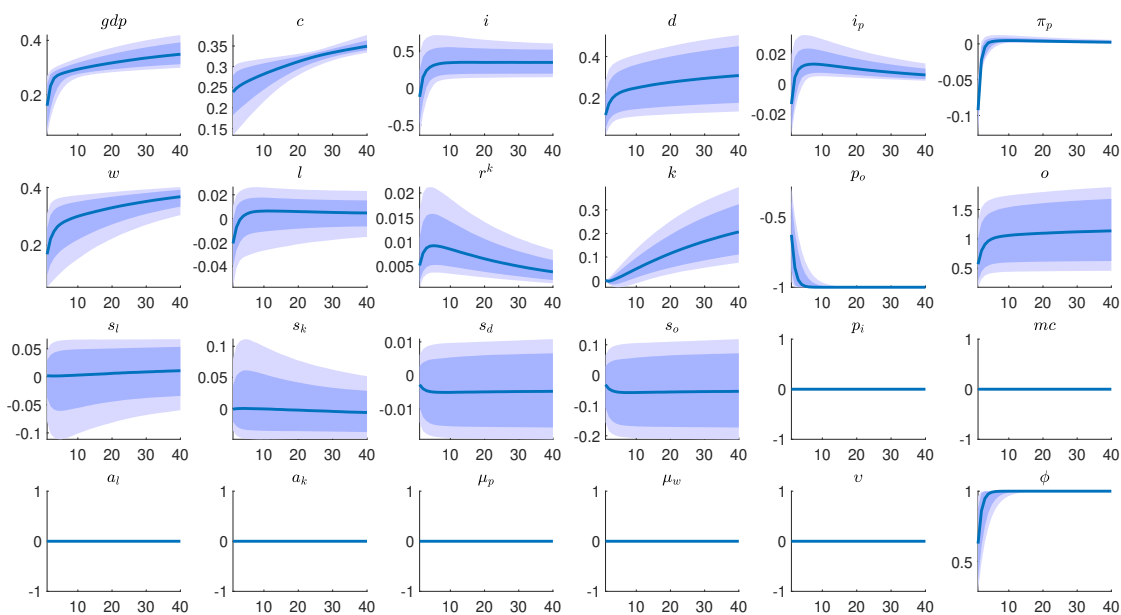 gdp c i d i_p π_p
0.4 0.35 0.5 0.4 0.02 0
0.3 0 -0.05
0.2 0.25 0 0.2
0.2 -0.02 -0.1
0.15 -0.5
10 20 30 40 10 20 30 40 10 20 30 40 10 20 30 40 10 20 30 40 10 20 30 40
w l r^k k p_o o
0.4 0.02 0.02 0.3 -0.5 1.5
0 0.015 0.2
0.2 -0.02 0.01 0.1 1
-0.04 0.005 0 -1 0.5
10 20 30 40 10 20 30 40 10 20 30 40 10 20 30 40 10 20 30 40 10 20 30 40
s_l s_k s_d s_o p_i mc
0.05 0.1 0.01 0.1 1 1
0 0.05 0 0 0 0
-0.05 0 -0.01 -0.1
-0.1 -0.2 -1 -1
10 20 30 40 10 20 30 40 10 20 30 40 10 20 30 40 10 20 30 40 10 20 30 40
a_l a_k μ_p μ_w υ ϕ
1 1 1 1 1 1
0 0 0 0 0 0.5
-1 -1 -1 -1 -1
10 20 30 40 10 20 30 40 10 20 30 40 10 20 30 40 10 20 30 40 10 20 30 40